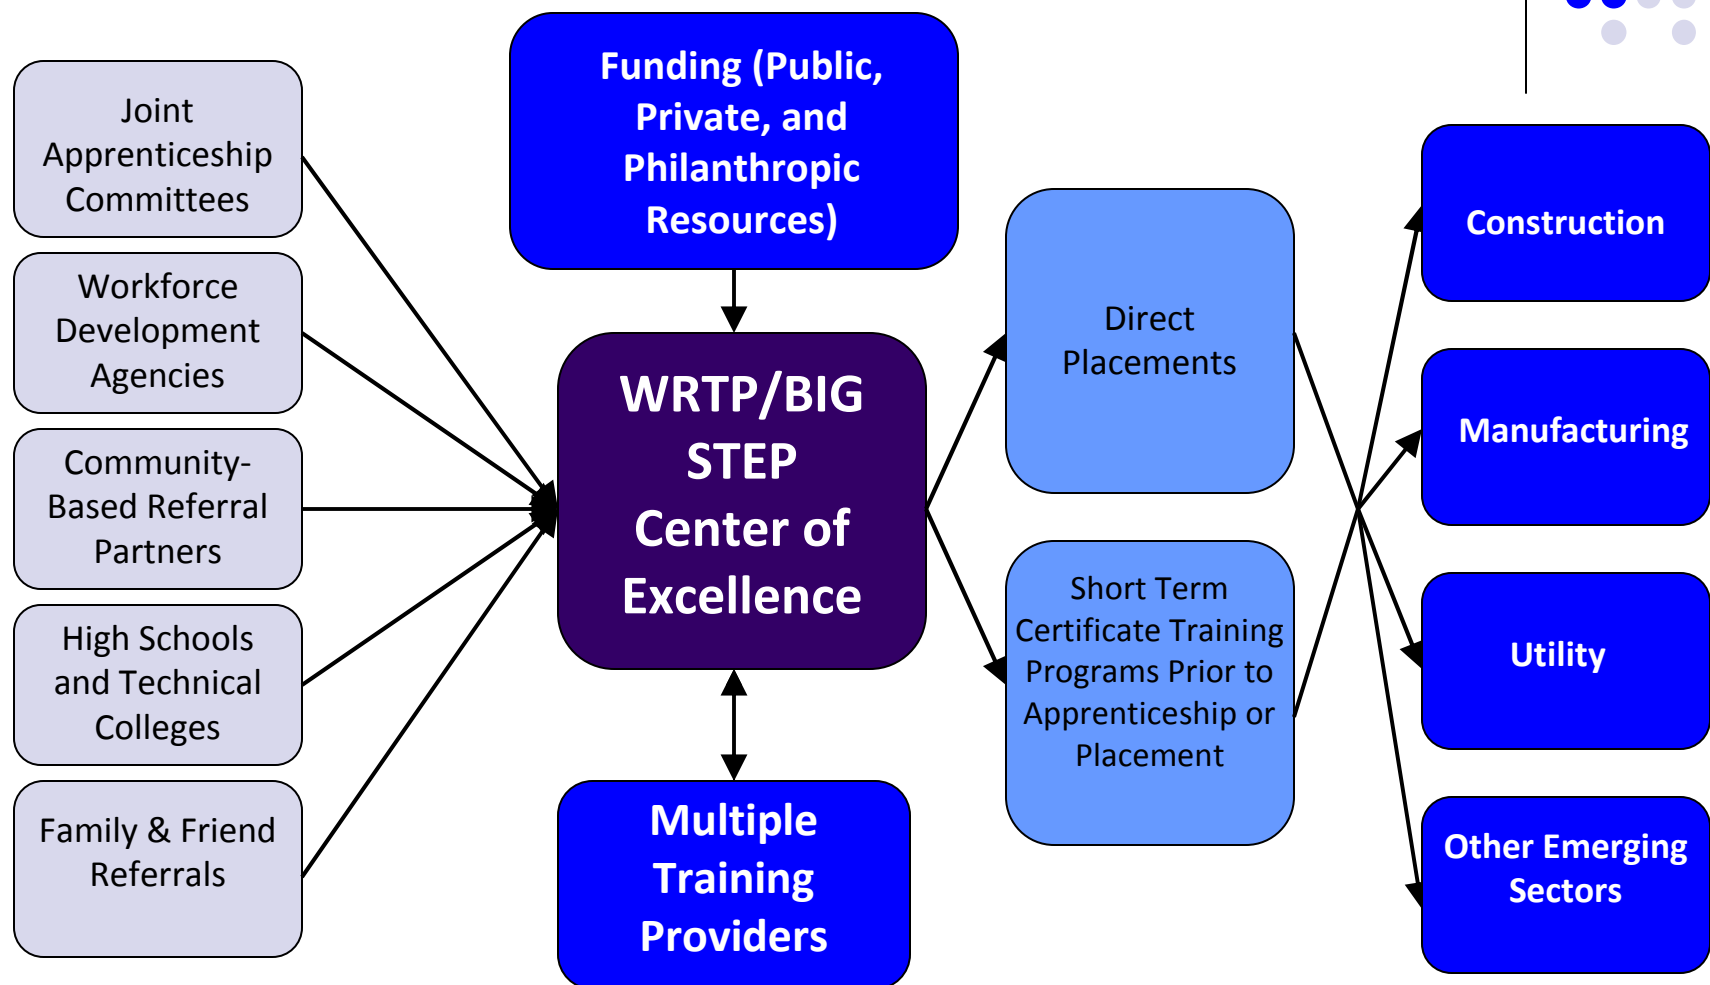 Joint
Apprenticeship
Committees
Workforce
Development
Agencies
Community-
Based Referral
Partners
High Schools
and Technical
Colleges
Family & Friend
Referrals
Funding (Public,
Private, and
Philanthropic
Resources)
WRTP/BIG
STEP
Center of
Excellence
Multiple
Training
Providers
Direct
Placements
Short Term
Certificate Training
Programs Prior to
Apprenticeship or
Placement
Construction
Manufacturing
Utility
Other Emerging
Sectors